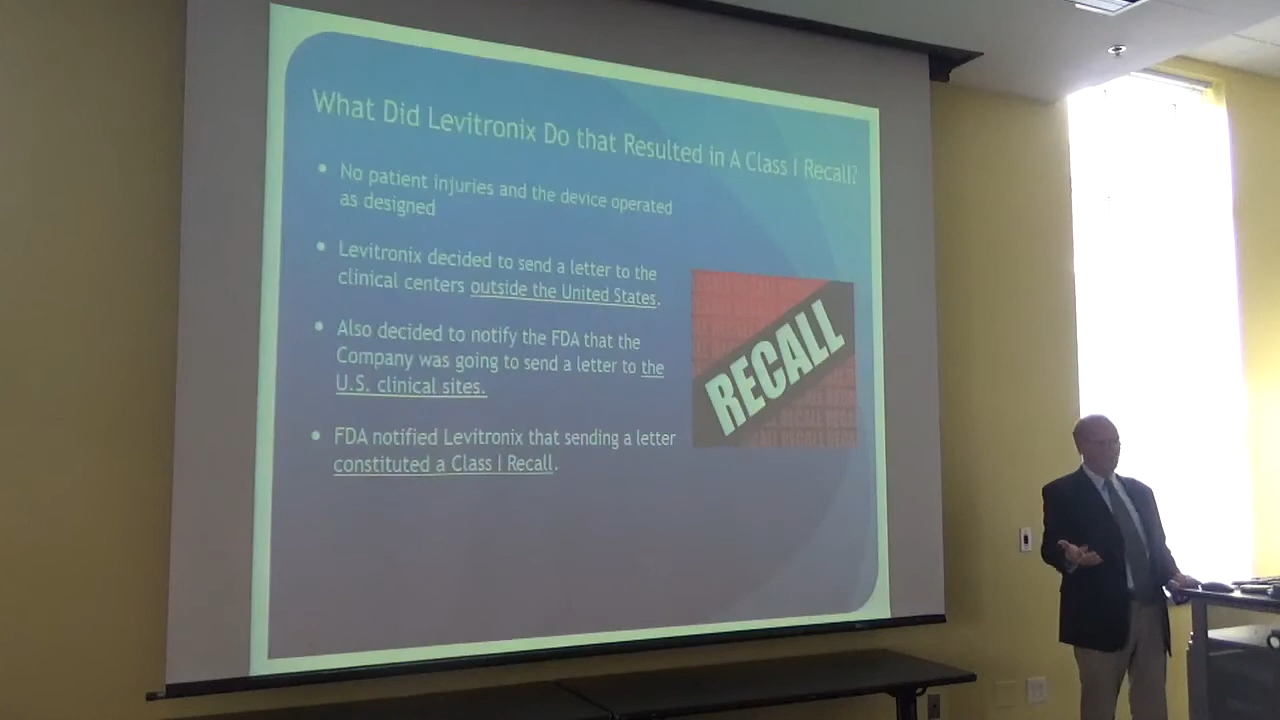 What Did Levitronix Do that Resulted in A Class I Recall?
• No patient injuries and the device operated
as designed
• Levitronix decided to send a letter to the
clinical centers outside the United States.
• Also decided to notify the FDA that the
Company was going to send a letter to the
U.S. clinical sites.
• FDA notified Levitronix that sending a letter
constituted a Class I Recall.
RECALL